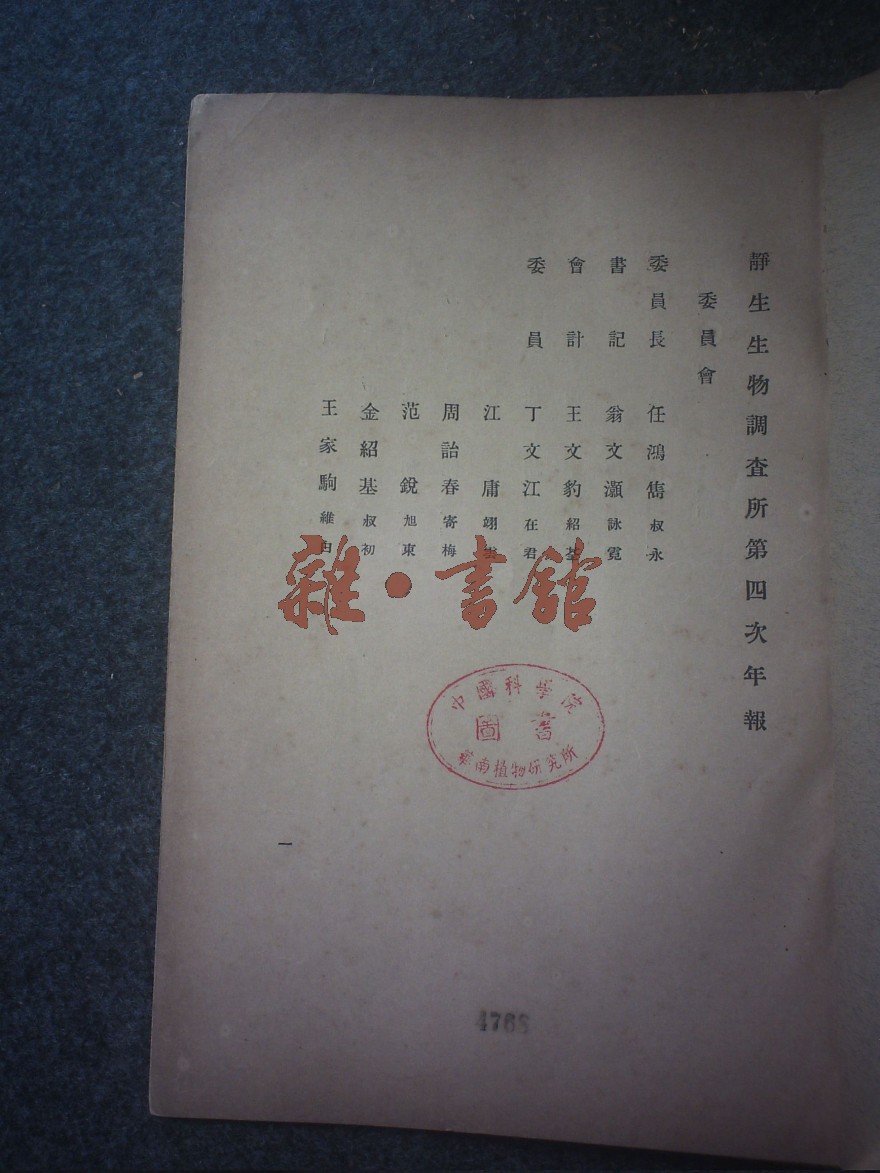 靜生生物調查所第四次年報
委員會
委員長 任鴻雋 叔永
書記 翁文灝 詠霓
會計 王文豹 紹荃
委員 丁文江 在君
江庸 翊雲
周詒春 寄梅
范銳 旭東
金紹基 叔初
王家駒 維白
雜·書館
中國科學院
圖書
華南植物研究所
一
4768